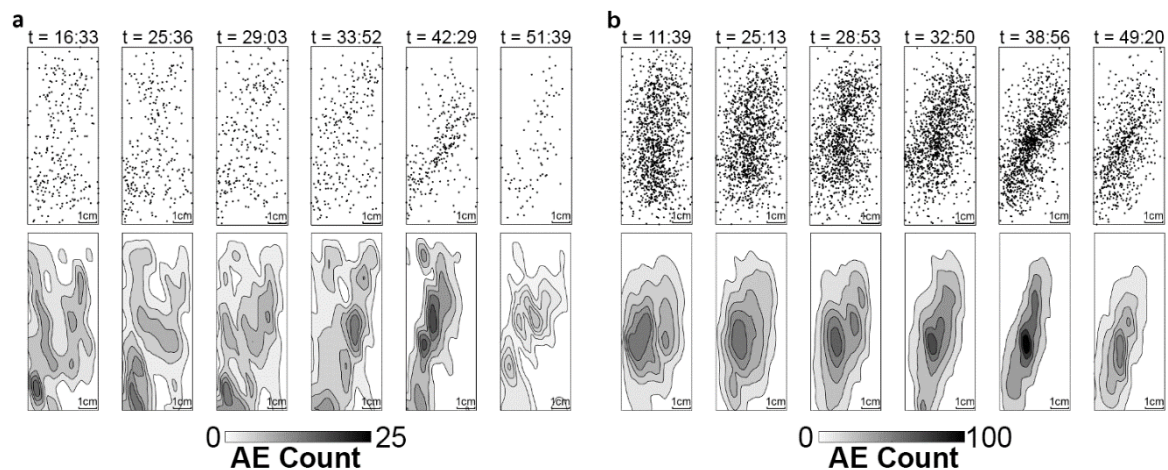 a
t = 16:33 t = 25:36 t = 29:03 t = 33:52 t = 42:29 t = 51:39
1cm 1cm 1cm 1cm 1cm 1cm
1cm 1cm 1cm 1cm 1cm 1cm
0 25
AE Count
b
t = 11:39 t = 25:13 t = 28:53 t = 32:50 t = 38:56 t = 49:20
1cm 1cm 1cm 1cm 1cm 1cm
1cm 1cm 1cm 1cm 1cm 1cm
0 100
AE Count